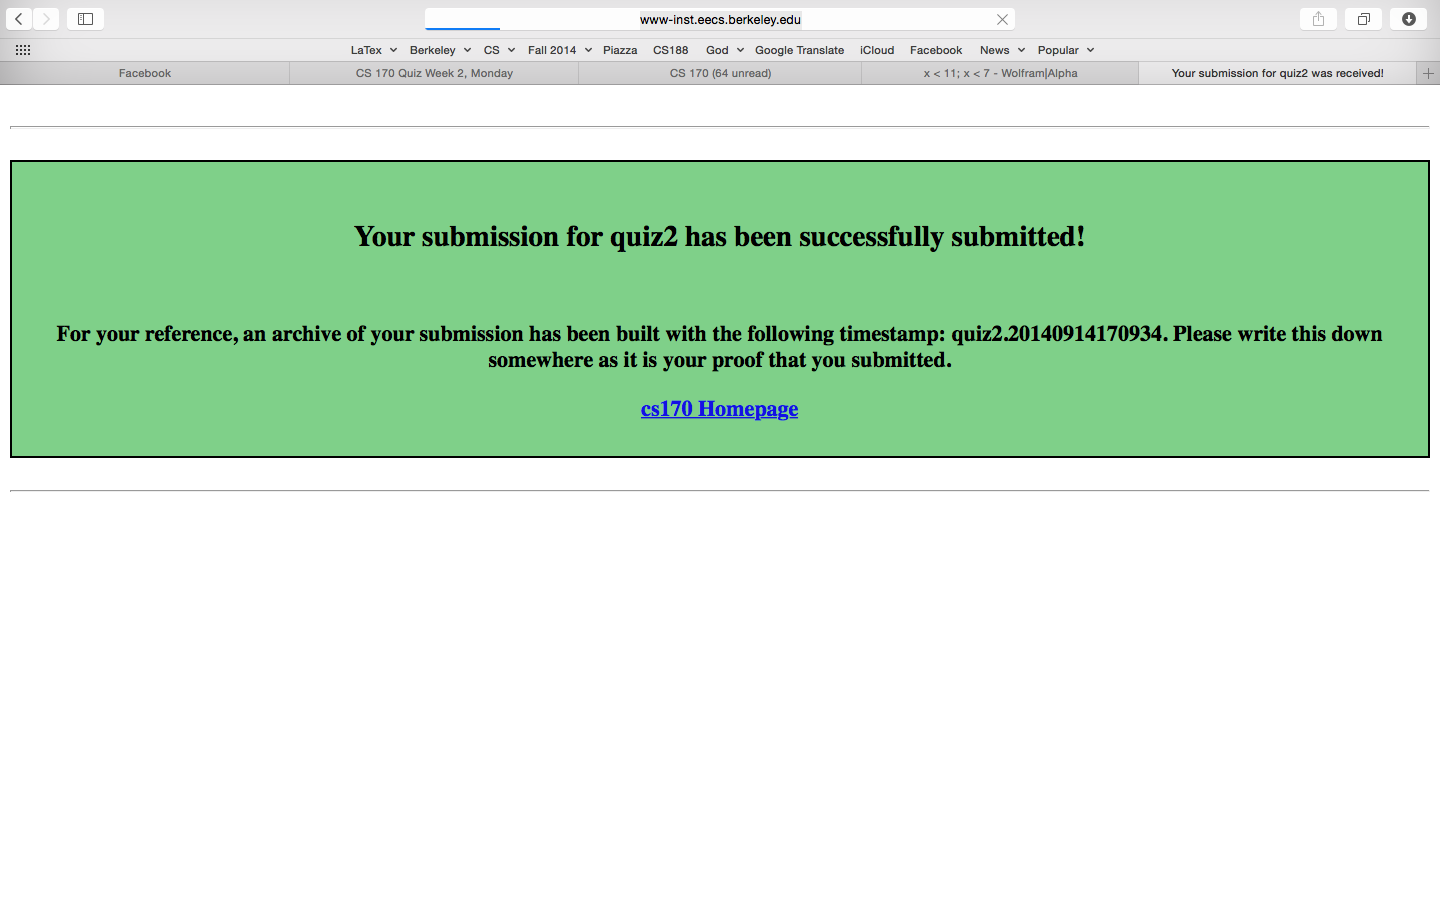 www-inst.eecs.berkeley.edu
LaTex Berkeley CS Fall 2014 Piazza CS188 God Google Translate iCloud Facebook News Popular
Facebook CS 170 Quiz Week 2, Monday CS 170 (64 unread) x < 11; x < 7 - Wolfram|Alpha Your submission for quiz2 was received!
Your submission for quiz2 has been successfully submitted!
For your reference, an archive of your submission has been built with the following timestamp: quiz2.20140914170934. Please write this down
somewhere as it is your proof that you submitted.
cs170 Homepage